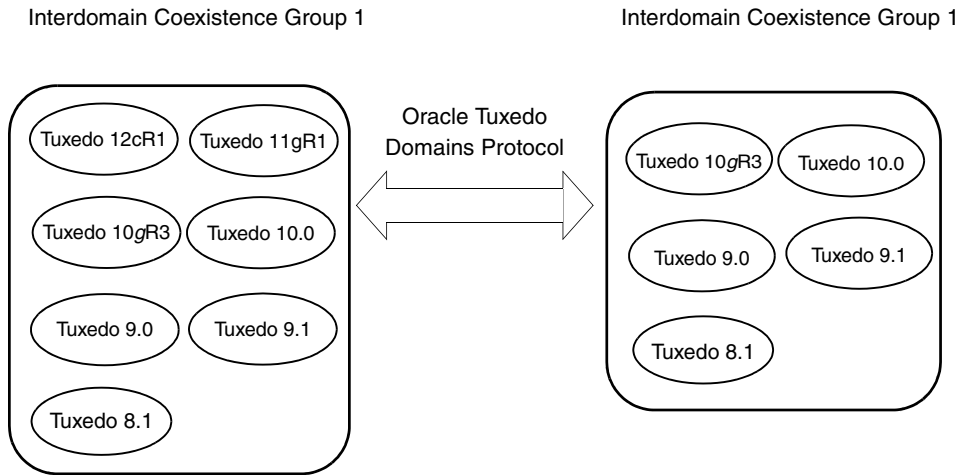 Interdomain Coexistence Group 1
Interdomain Coexistence Group 1
Oracle Tuxedo
Domains Protocol
Tuxedo 12cR1
Tuxedo 11gR1
Tuxedo 10gR3
Tuxedo 10.0
Tuxedo 9.0
Tuxedo 9.1
Tuxedo 8.1
Tuxedo 10gR3
Tuxedo 10.0
Tuxedo 9.0
Tuxedo 9.1
Tuxedo 8.1